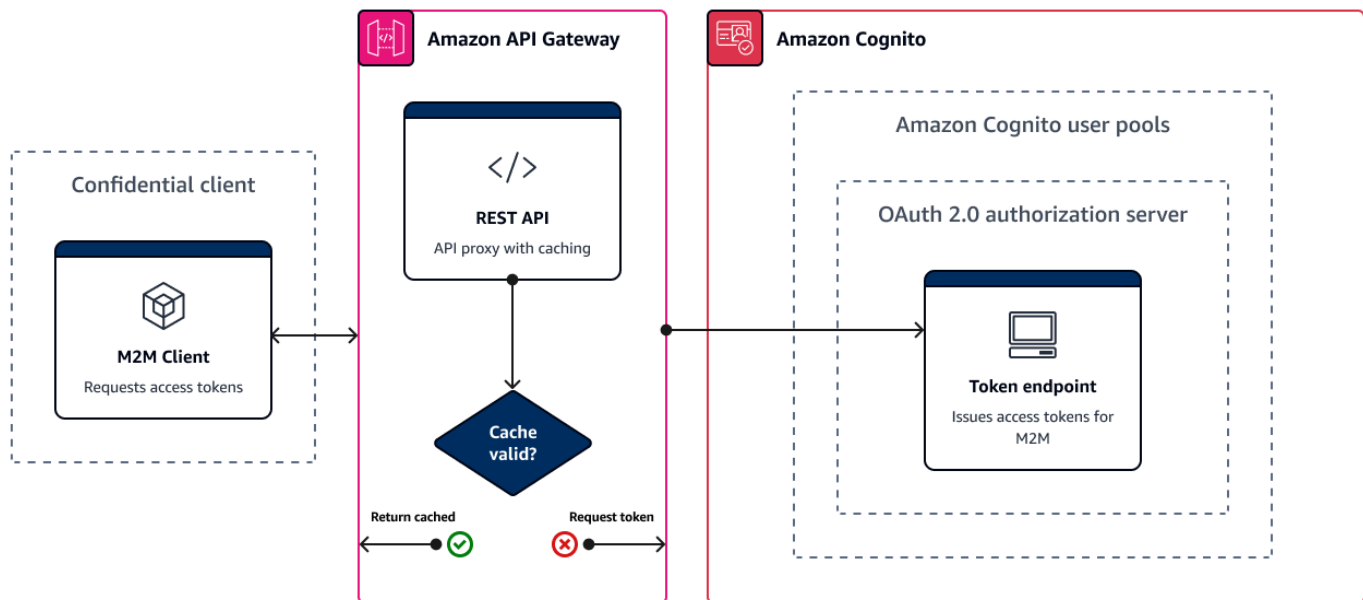 Amazon API Gateway
Amazon Cognito
Confidential client
M2M Client
Requests access tokens
</>
REST API
API proxy with caching
Cache
valid?
Return cached
Request token
Amazon Cognito user pools
OAuth 2.0 authorization server
Token endpoint
Issues access tokens for
M2M